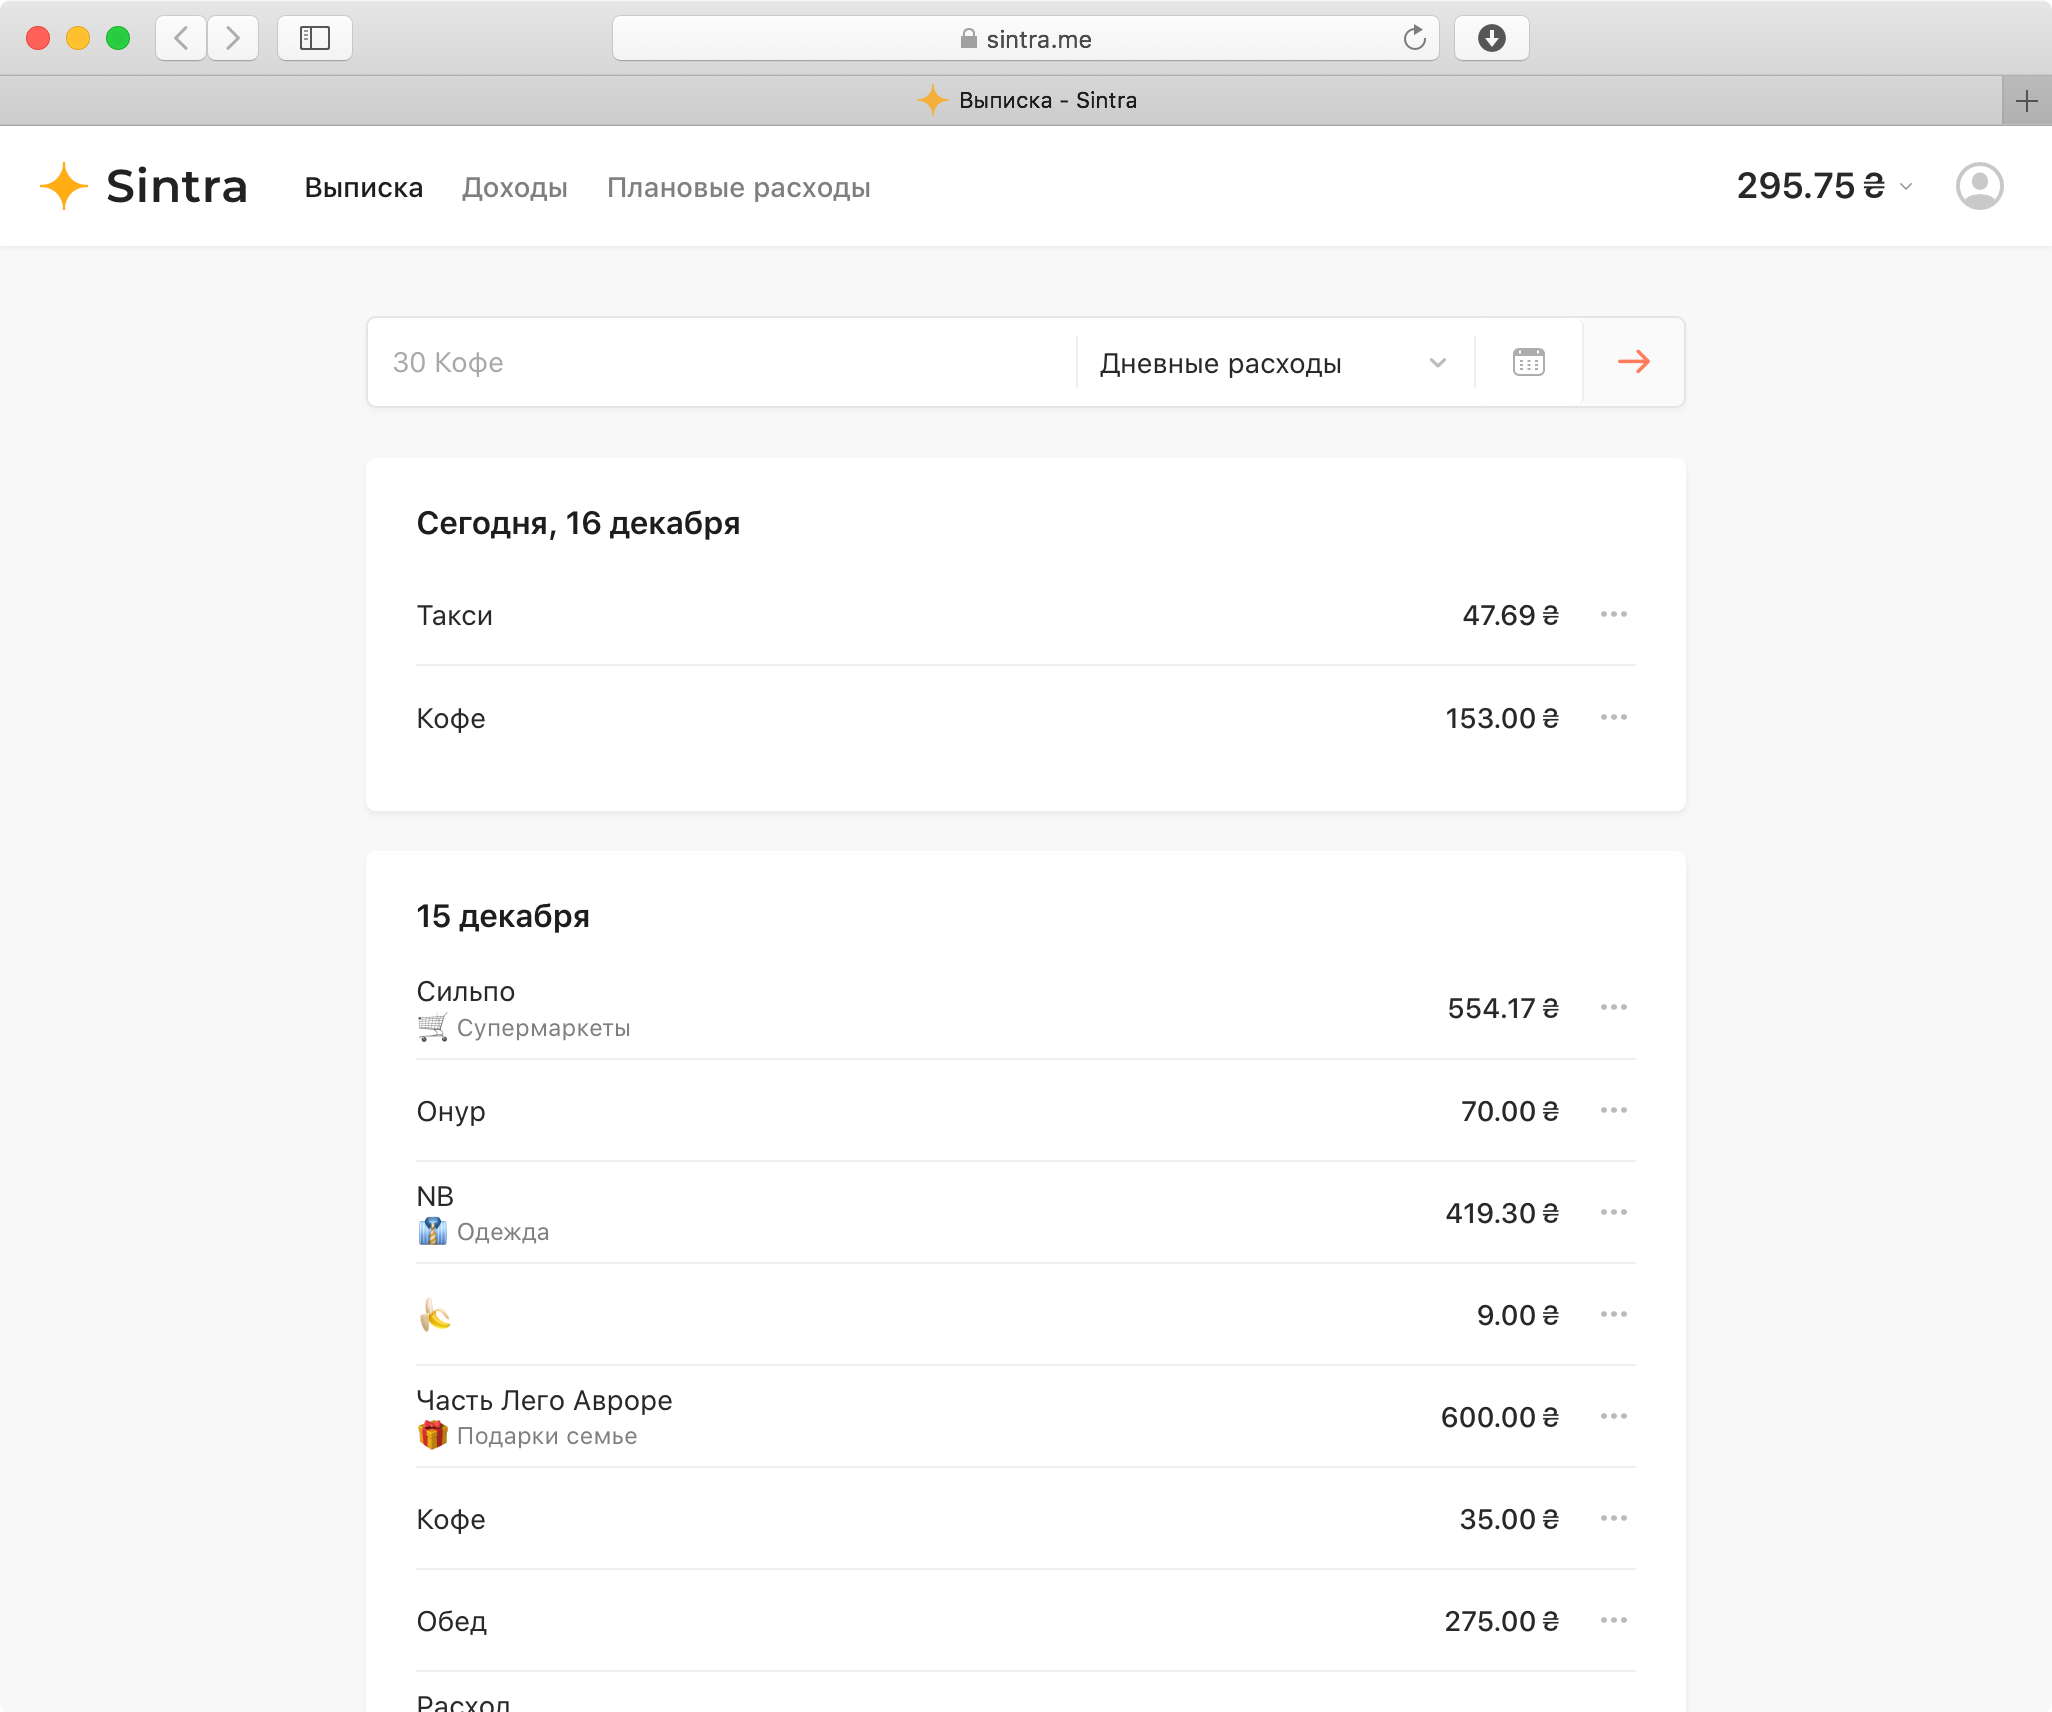 sintra.me
Выписка - Sintra
Sintra
Выписка
Доходы
Плановые расходы
295.75 ₴
30 Кофе
Дневные расходы
Сегодня, 16 декабря
Такси
47.69 ₴
Кофе
153.00 ₴
15 декабря
Сильпо
554.17 ₴
Супермаркеты
Онур
70.00 ₴
NB
419.30 ₴
Одежда
9.00 ₴
Часть Лего Авроре
600.00 ₴
Подарки семье
Кофе
35.00 ₴
Обед
275.00 ₴
Расход